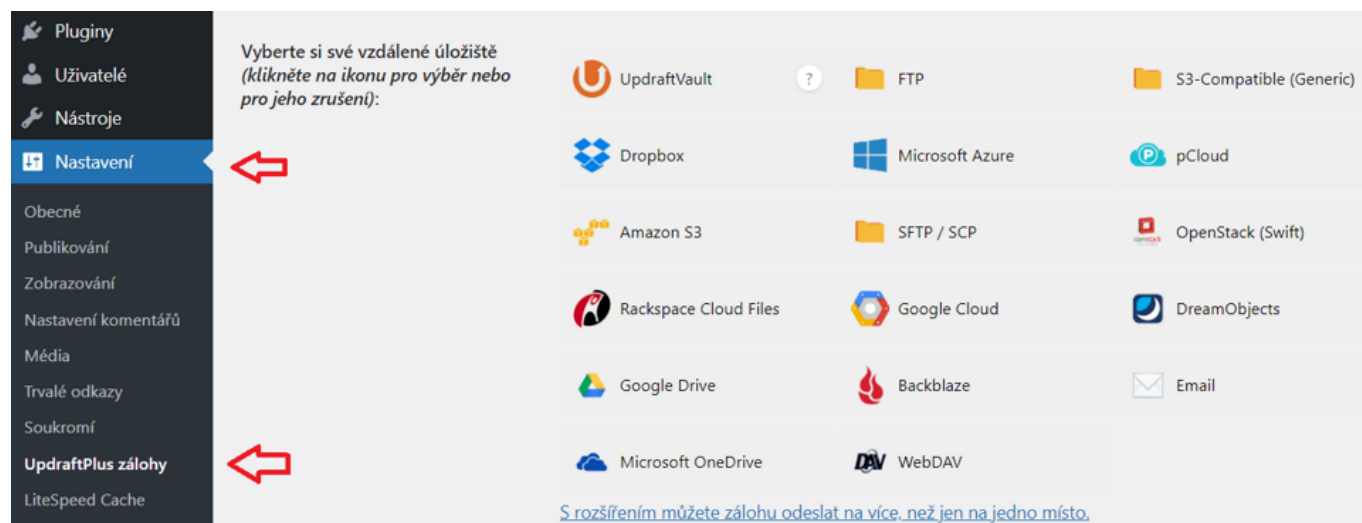 Pluginy
Uživatelé
Nástroje
Nastavení
Obecné
Publikování
Zobrazování
Nastavení komentářů
Média
Trvalé odkazy
Soukromí
UpdraftPlus zálohy
LiteSpeed Cache
Vyberte si své vzdálené úložiště
(klikněte na ikonu pro výběr nebo
pro jeho zrušení):
UpdraftVault ? FTP S3-Compatible (Generic)
Dropbox Microsoft Azure pCloud
Amazon S3 SFTP / SCP openstack OpenStack (Swift)
Rackspace Cloud Files Google Cloud DreamObjects
Google Drive Backblaze Email
Microsoft OneDrive DAV WebDAV
S rozšířením můžete zálohu odeslat na více, než jen na jedno místo.